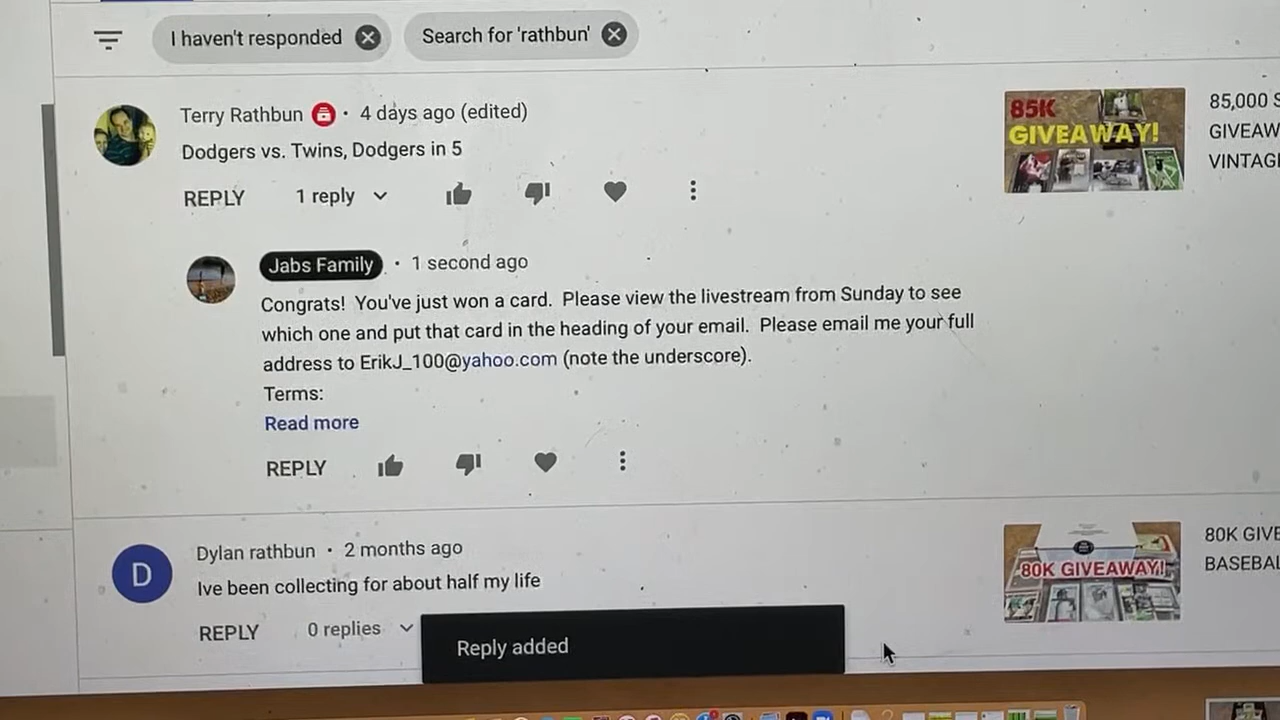 I haven't responded
Search for 'rathbun'
Terry Rathbun · 4 days ago (edited)
Dodgers vs. Twins, Dodgers in 5
REPLY 1 reply
85K
GIVEAWAY!
85,000 S
GIVEAW
VINTAG
Jabs Family · 1 second ago
Congrats! You've just won a card. Please view the livestream from Sunday to see
which one and put that card in the heading of your email. Please email me your full
address to ErikJ_100@yahoo.com (note the underscore).
Terms:
Read more
REPLY
D
Dylan rathbun · 2 months ago
Ive been collecting for about half my life
REPLY 0 replies
80K GIVEAWAY!
80K GIVE
BASEBAL
Reply added